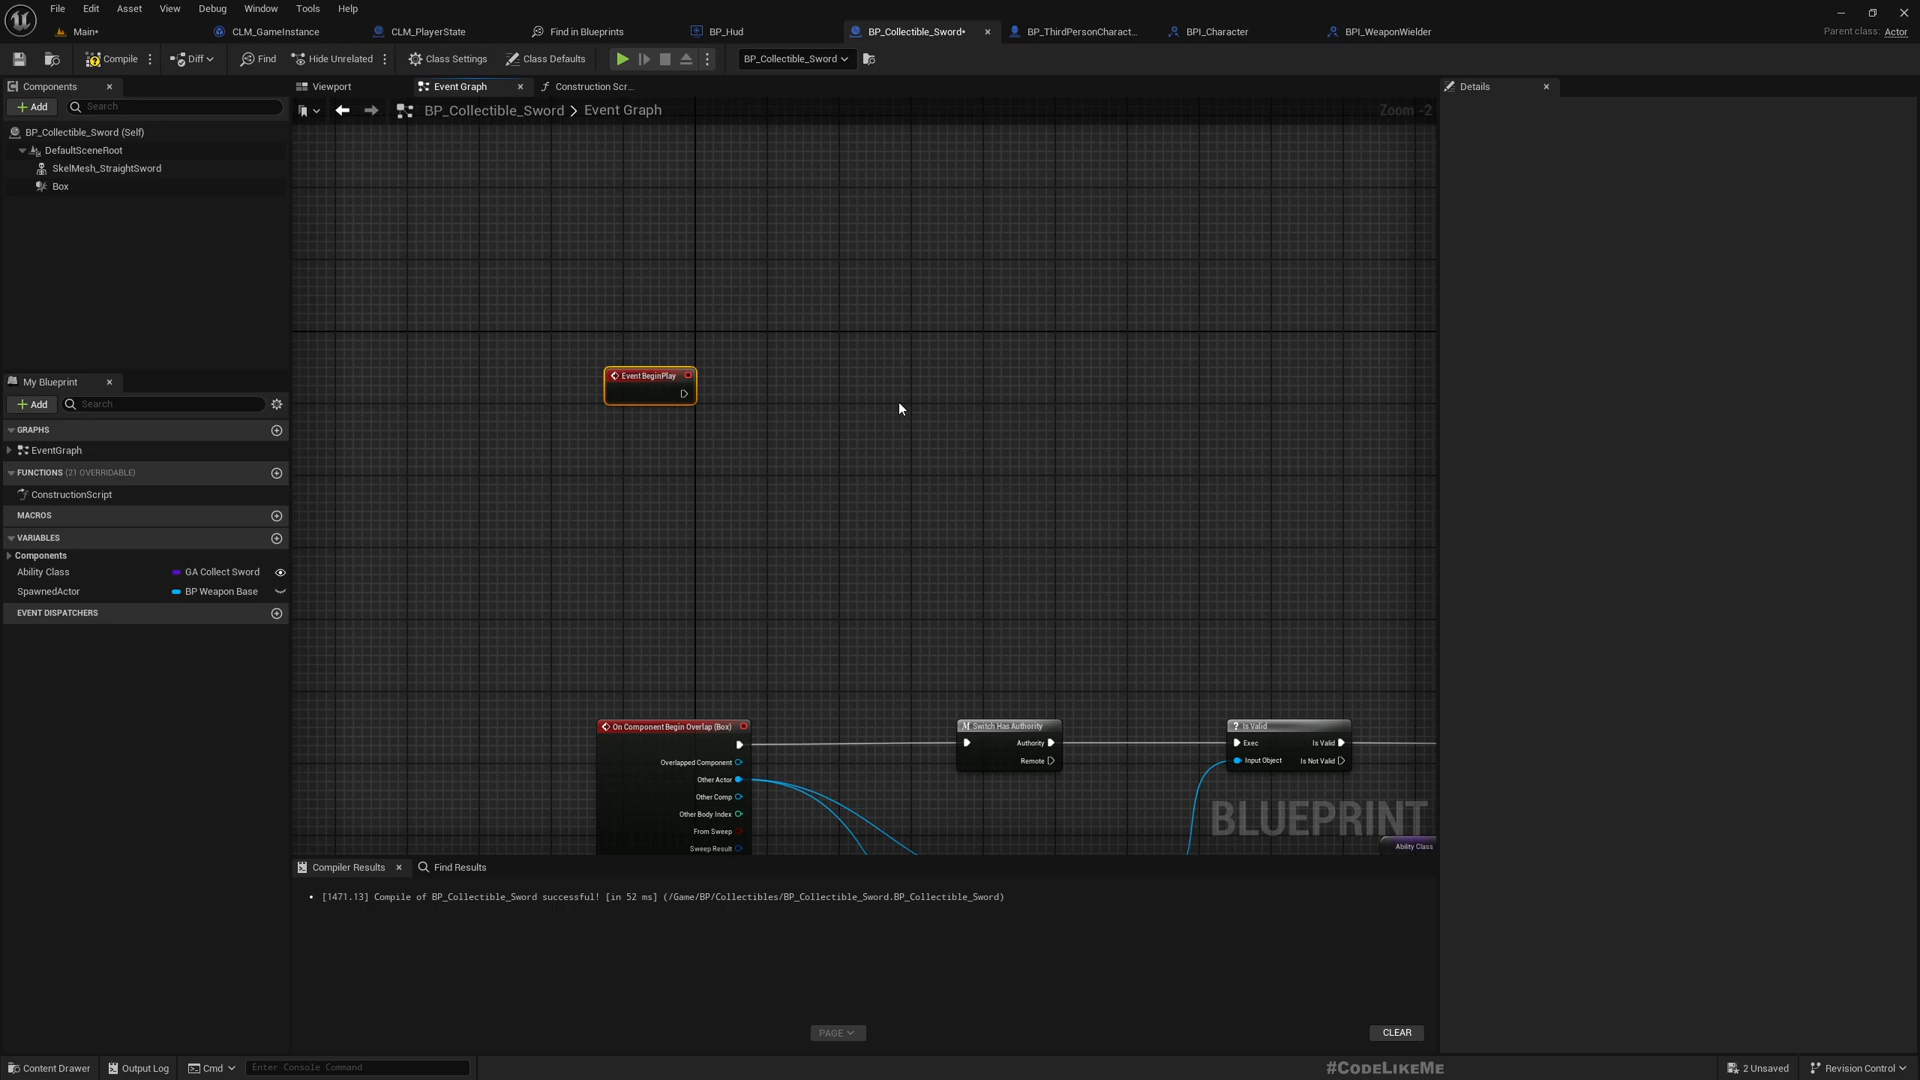 File Edit Asset View Debug Window Tools Help
Main• CLM_GameInstance CLM_PlayerState Find in Blueprints BP_Hud BP_Collectible_Sword• BP_ThirdPersonCharact... BPI_Character BPI_WeaponWielder Parent class: Actor
Compile Diff Find Hide Unrelated Class Settings Class Defaults BP_Collectible_Sword
Components Viewport Event Graph Construction Scr... Details
Add Search
BP_Collectible_Sword > Event Graph Zoom -2
BP_Collectible_Sword (Self)
DefaultSceneRoot
SkelMesh_StraightSword
Box
My Blueprint
Add Search
GRAPHS
EventGraph
FUNCTIONS (21 OVERRIDABLE)
ConstructionScript
MACROS
VARIABLES
Components
Ability Class GA Collect Sword
SpawnedActor BP Weapon Base
EVENT DISPATCHERS
Event BeginPlay
On Component Begin Overlap (Box)
Overlapped Component
Other Actor
Other Comp
Other Body Index
From Sweep
Sweep Result
Switch Has Authority
Authority
Remote
? Is Valid
Exec Is Valid
Input Object Is Not Valid
BLUEPRINT
Ability Class
Compiler Results Find Results
• [1471.13] Compile of BP_Collectible_Sword successful! [in 52 ms] (/Game/BP/Collectibles/BP_Collectible_Sword.BP_Collectible_Sword)
PAGE CLEAR
Content Drawer Output Log Cmd Enter Console Command #CODELIKEME 2 Unsaved Revision Control